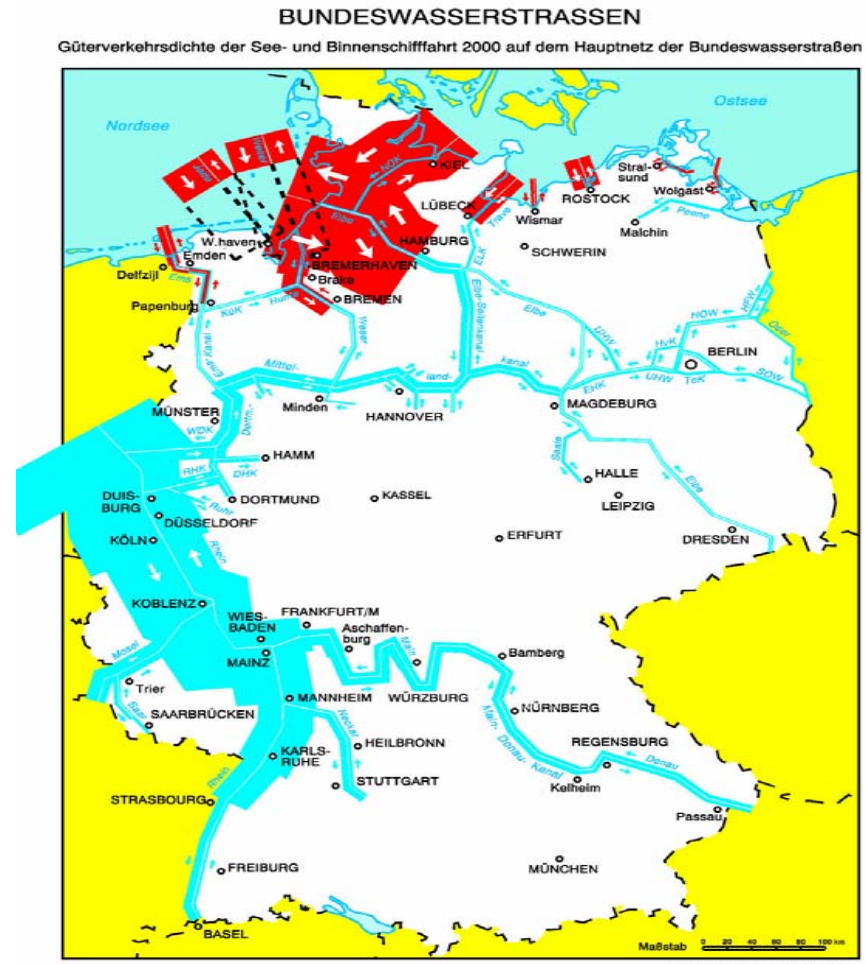 BUNDESWASSERSTRASSEN
Güterverkehrsdichte der See- und Binnenschifffahrt 2000 auf dem Hauptnetz der Bundeswasserstraßen
Nordsee
Ostsee
Jade
Weser
NOK
KIEL
Stral-
sund
Wolgast
ROSTOCK
LÜBECK
Trave
Wismar
Peene
Malchin
Elbe
HAMBURG
ELK
SCHWERIN
W.haven
Emden
Delfzijl
Ems
BREMERHAVEN
Brake
BREMEN
Papenburg
KüK
Hunte
Weser
Elbe-Seitenkanal
Elbe
UHW
HOW
HFW
Oder
HvK
BERLIN
Mittel-
land-
kanal
EHK
UHW
TeK
SOW
MÜNSTER
Dortm.-
Ems-Kanal
Minden
HANNOVER
MAGDEBURG
WDK
HAMM
RHK
DHK
Saale
HALLE
LEIPZIG
Elbe
DUIS-
BURG
DORTMUND
KASSEL
Ruhr
DÜSSELDORF
KÖLN
Rhein
ERFURT
DRESDEN
KOBLENZ
WIES-
BADEN
FRANKFURT/M
Aschaffen-
burg
Main
Bamberg
Mosel
MAINZ
Trier
MANNHEIM
WÜRZBURG
NÜRNBERG
Saar
SAARBRÜCKEN
Neckar
HEILBRONN
Main-
Donau-
Kanal
REGENSBURG
Donau
KARLS-
RUHE
Kelheim
STUTTGART
Rhein
STRASBOURG
Passau
FREIBURG
MÜNCHEN
BASEL
Maßstab
0 20 40 60 80 100 km